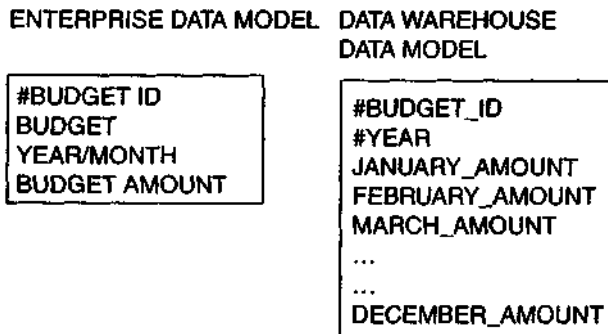 ENTERPRISE DATA MODEL
#BUDGET ID
BUDGET
YEAR/MONTH
BUDGET AMOUNT
DATA WAREHOUSE
DATA MODEL
#BUDGET_ID
#YEAR
JANUARY_AMOUNT
FEBRUARY_AMOUNT
MARCH_AMOUNT
...
...
DECEMBER_AMOUNT